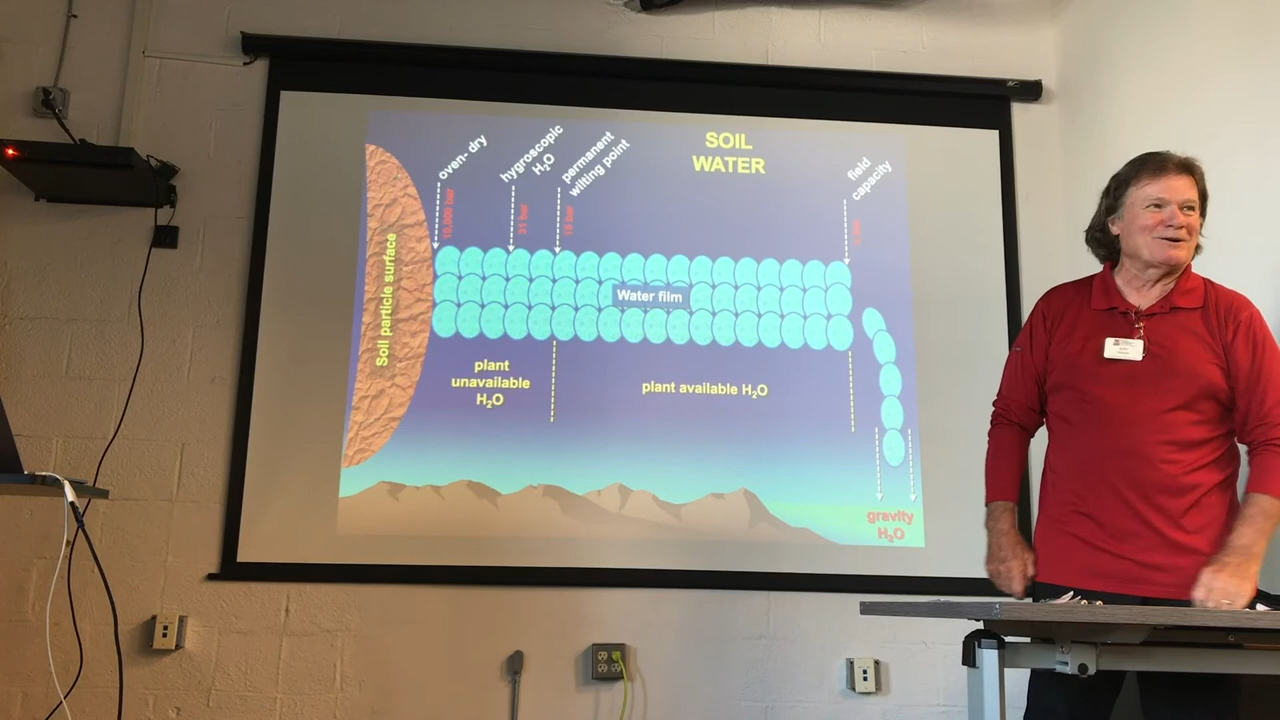 SOIL
WATER
oven- dry
hygroscopic
H₂O
permanent
wilting point
field
capacity
10,000 bar
31 bar
15 bar
Soil particle surface
Water film
plant
unavailable
H₂O
plant available H₂O
gravity
H₂O